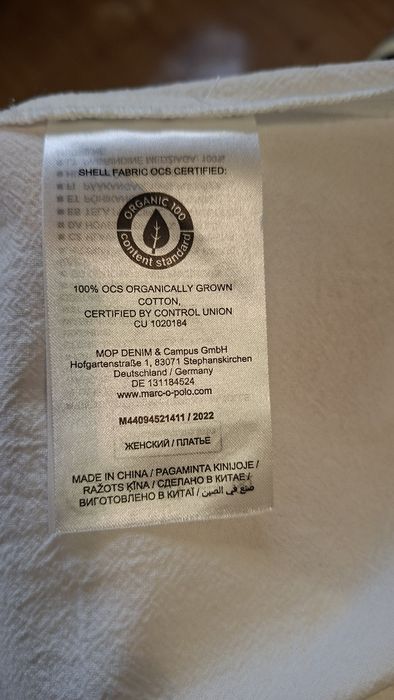 SHELL FABRIC OCS CERTIFIED:
ORGANIC 100
content standard
100% OCS ORGANICALLY GROWN
COTTON,
CERTIFIED BY CONTROL UNION
CU 1020184
MOP DENIM & Campus GmbH
Hofgartenstraße 1, 83071 Stephanskirchen
Deutschland / Germany
DE 131184524
www.marc-o-polo.com
M44094521411 / 2022
ЖЕНСКИЙ / ПЛАТЬЕ
MADE IN CHINA / PAGAMINTA KINIJOJE /
RAŽOTS ĶĪNA / СДЕЛАНО В КИТАЕ /
ВИГОТОВЛЕНО В КИТАЇ / صنع في الصين